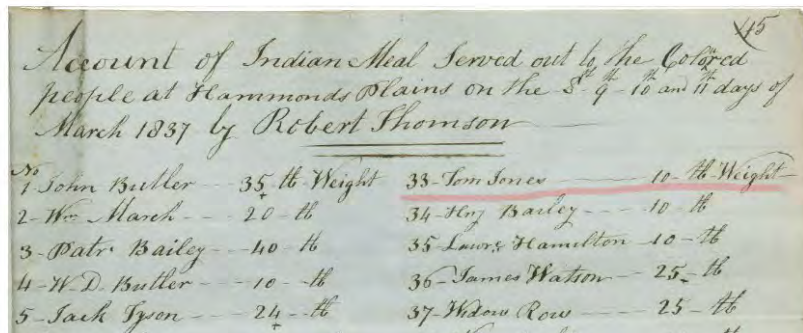 45
Account of Indian Meal Served out to the Colored
people at Hammonds Plains on the 8th 9th 10th and 11th days of
March 1837 by Robert Thomson
No
1 John Butler - - 35 - lb Weight
2 - Wm March - - - 20 - lb
3 - Patr Bailey - - 40 - lb
4 - W. D. Butler - - - 10 - lb
5 - Jack Tyson - - - 24 - lb
33 - Tom Jones - 10 - lb Weight
34 - Hny Bailey - - - - 10 - lb
35 - Lawrs Hamilton - 10 - lb
36 - James Watson - - 25 - lb
37 - Widow Row - - - 25 - lb